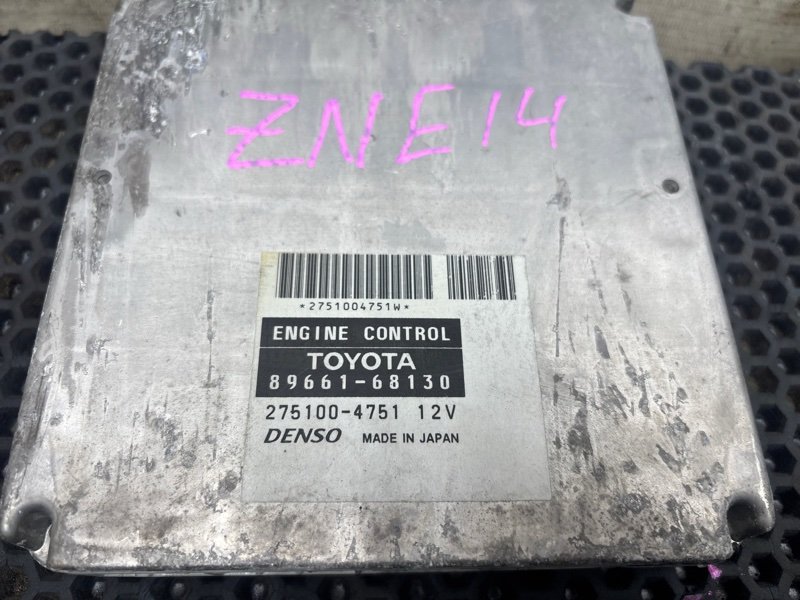 ZNE14
*2751004751W*
ENGINE CONTROL
TOYOTA
89661-68130
275100-4751 12V
DENSO MADE IN JAPAN